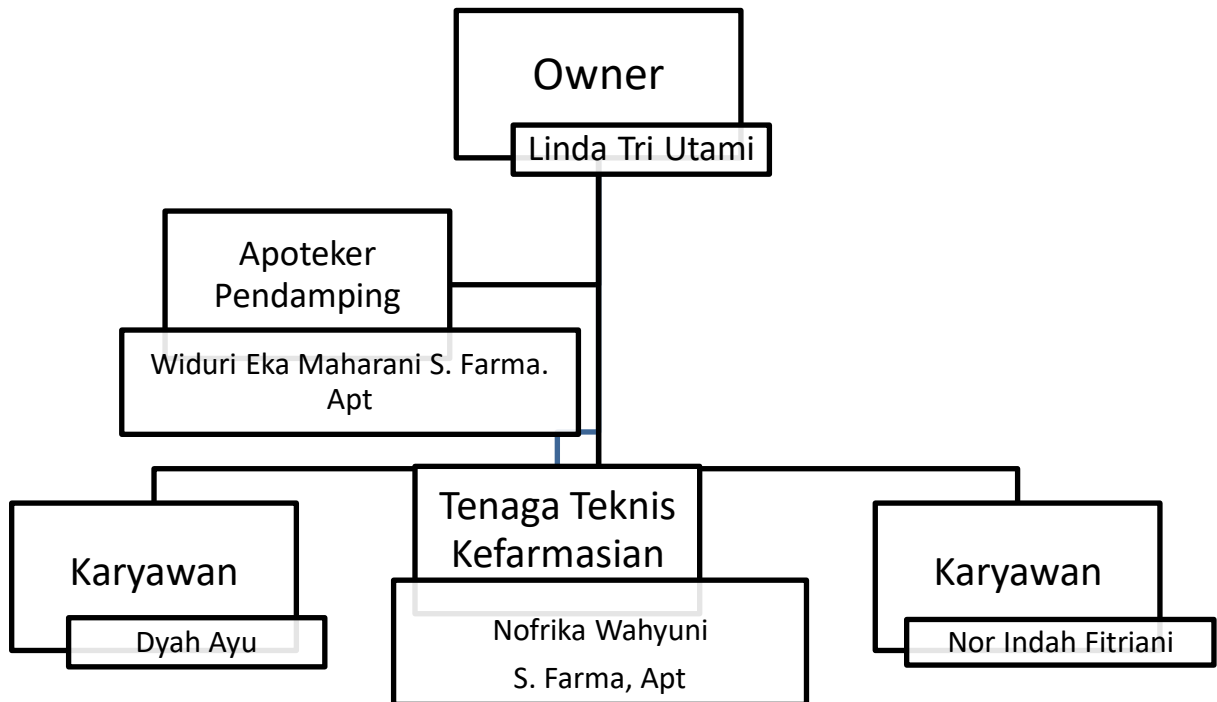 Owner
Linda Tri Utami
Apoteker
Pendamping
Widuri Eka Maharani S. Farma.
Apt
Karyawan
Dyah Ayu
Tenaga Teknis
Kefarmasian
Nofrika Wahyuni
S. Farma, Apt
Karyawan
Nor Indah Fitriani